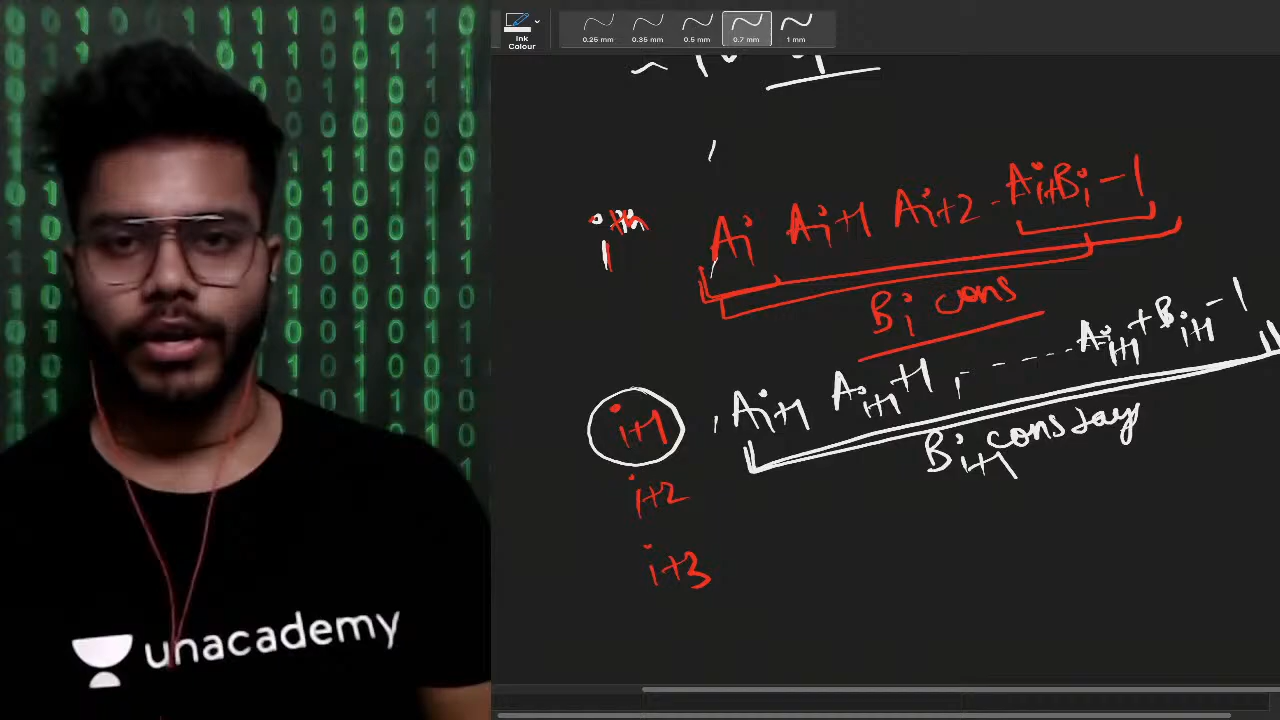 0.25 mm 0.35 mm 0.5 mm 0.7 mm 1 mm
Ink
Colour
ith Ai Ai+1 Ai+2 - Ai+Bi-1
Bi cons
i+1 , Ai+1 Ai+1+1, ------ Ai+1+Bi+1-1
Bi+1 cons day
i+2
i+3
unacademy